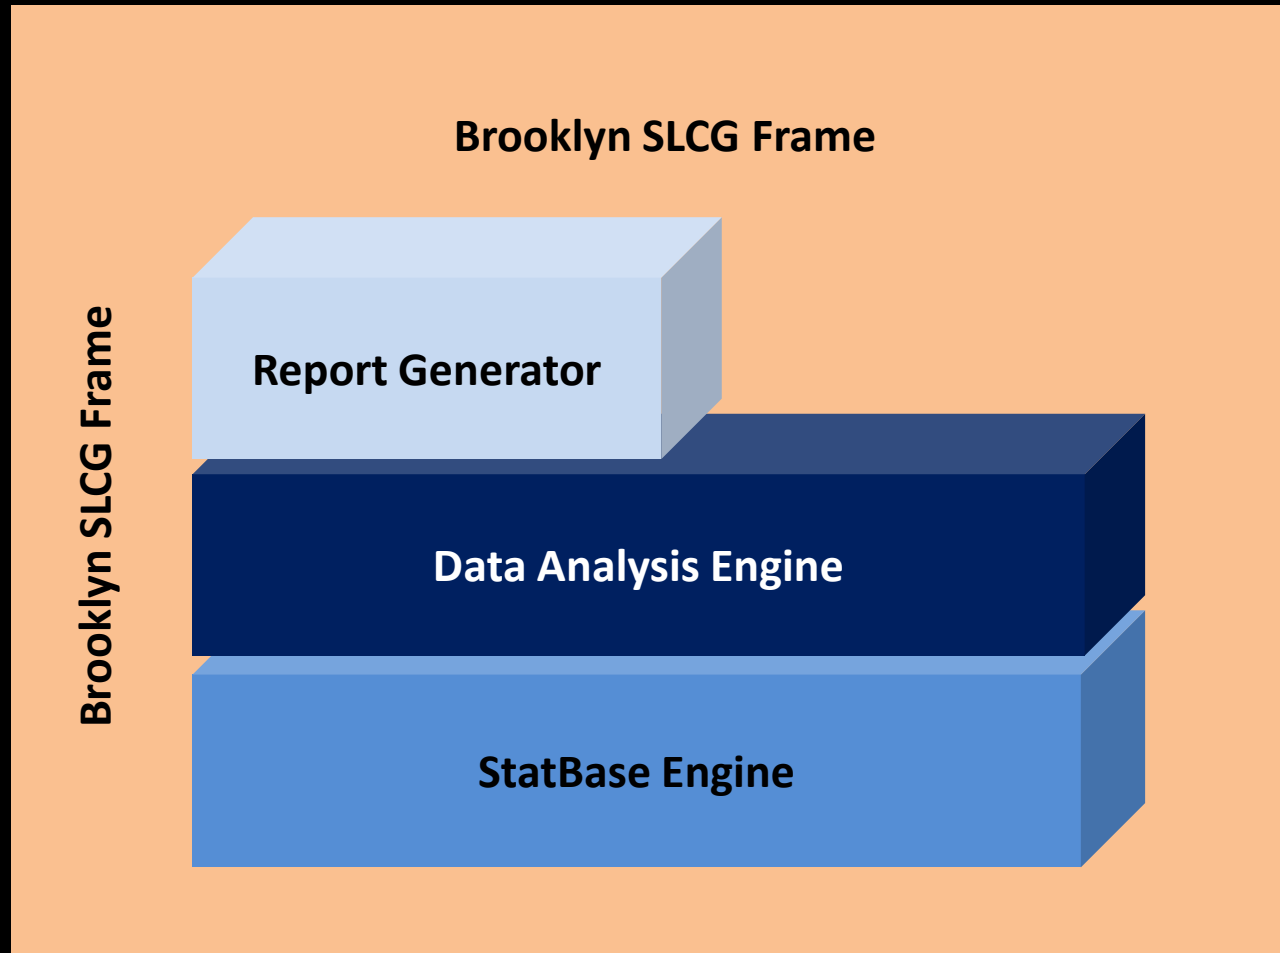 Brooklyn SLCG Frame
Brooklyn SLCG Frame
Report Generator
Data Analysis Engine
StatBase Engine